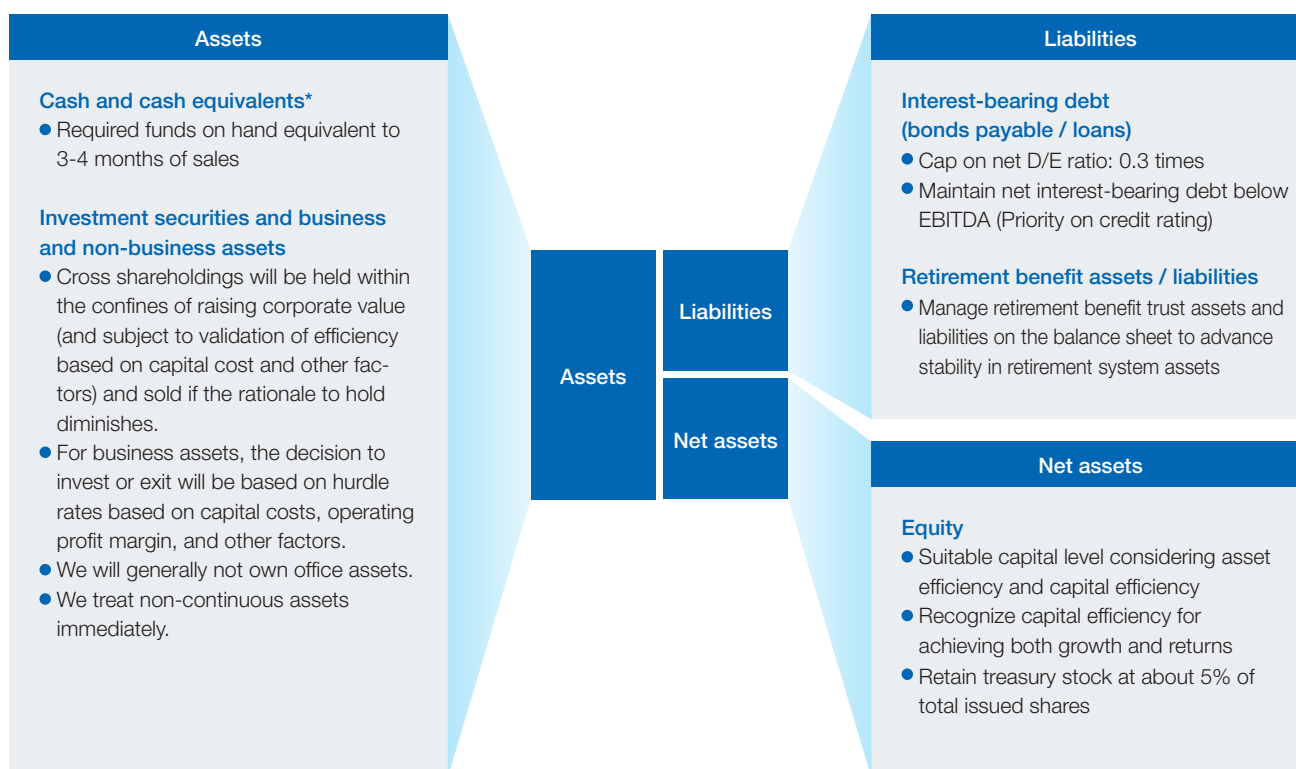 Assets
Cash and cash equivalents*
● Required funds on hand equivalent to
3-4 months of sales
Investment securities and business
and non-business assets
● Cross shareholdings will be held within
the confines of raising corporate value
(and subject to validation of efficiency
based on capital cost and other fac-
tors) and sold if the rationale to hold
diminishes.
● For business assets, the decision to
invest or exit will be based on hurdle
rates based on capital costs, operating
profit margin, and other factors.
● We will generally not own office assets.
● We treat non-continuous assets
immediately.
Assets
Liabilities
Net assets
Liabilities
Interest-bearing debt
(bonds payable / loans)
● Cap on net D/E ratio: 0.3 times
● Maintain net interest-bearing debt below
EBITDA (Priority on credit rating)
Retirement benefit assets / liabilities
● Manage retirement benefit trust assets and
liabilities on the balance sheet to advance
stability in retirement system assets
Net assets
Equity
● Suitable capital level considering asset
efficiency and capital efficiency
● Recognize capital efficiency for
achieving both growth and returns
● Retain treasury stock at about 5% of
total issued shares